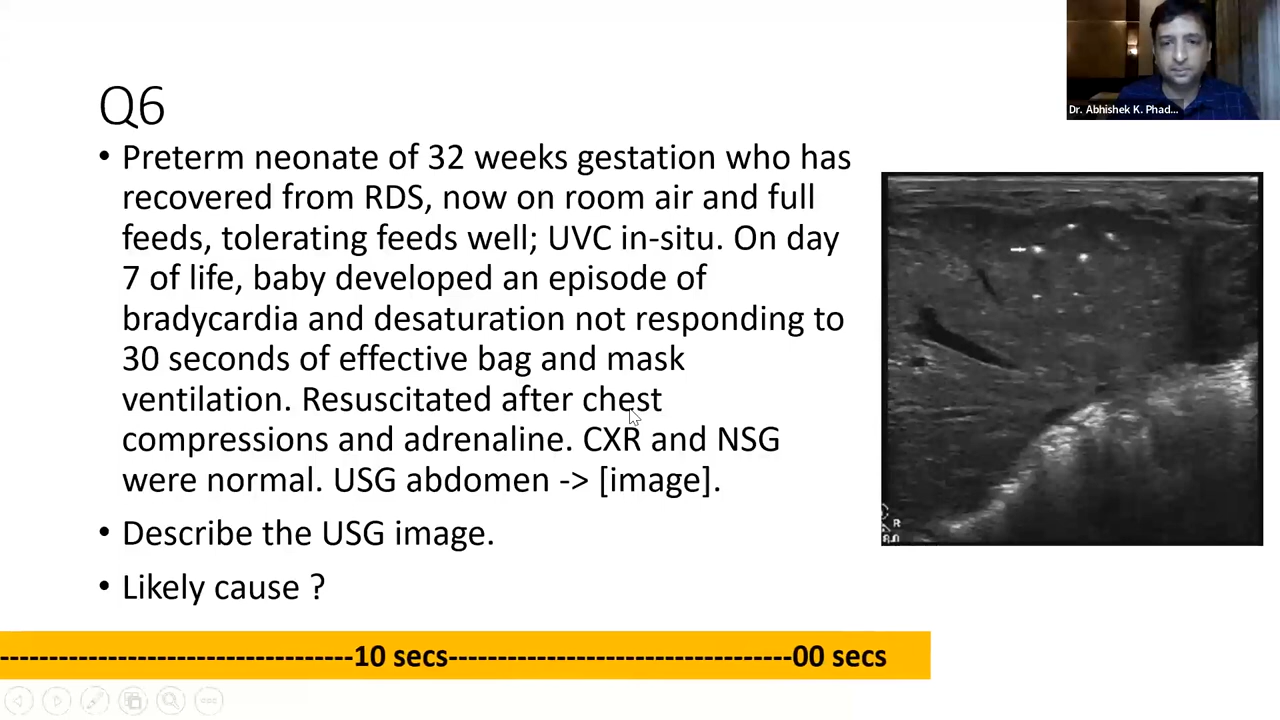 Dr. Abhishek K. Phad...
Q6
• Preterm neonate of 32 weeks gestation who has
recovered from RDS, now on room air and full
feeds, tolerating feeds well; UVC in-situ. On day
7 of life, baby developed an episode of
bradycardia and desaturation not responding to
30 seconds of effective bag and mask
ventilation. Resuscitated after chest
compressions and adrenaline. CXR and NSG
were normal. USG abdomen -> [image].
• Describe the USG image.
• Likely cause ?
R
-----------------------------------10 secs----------------------------------00 secs